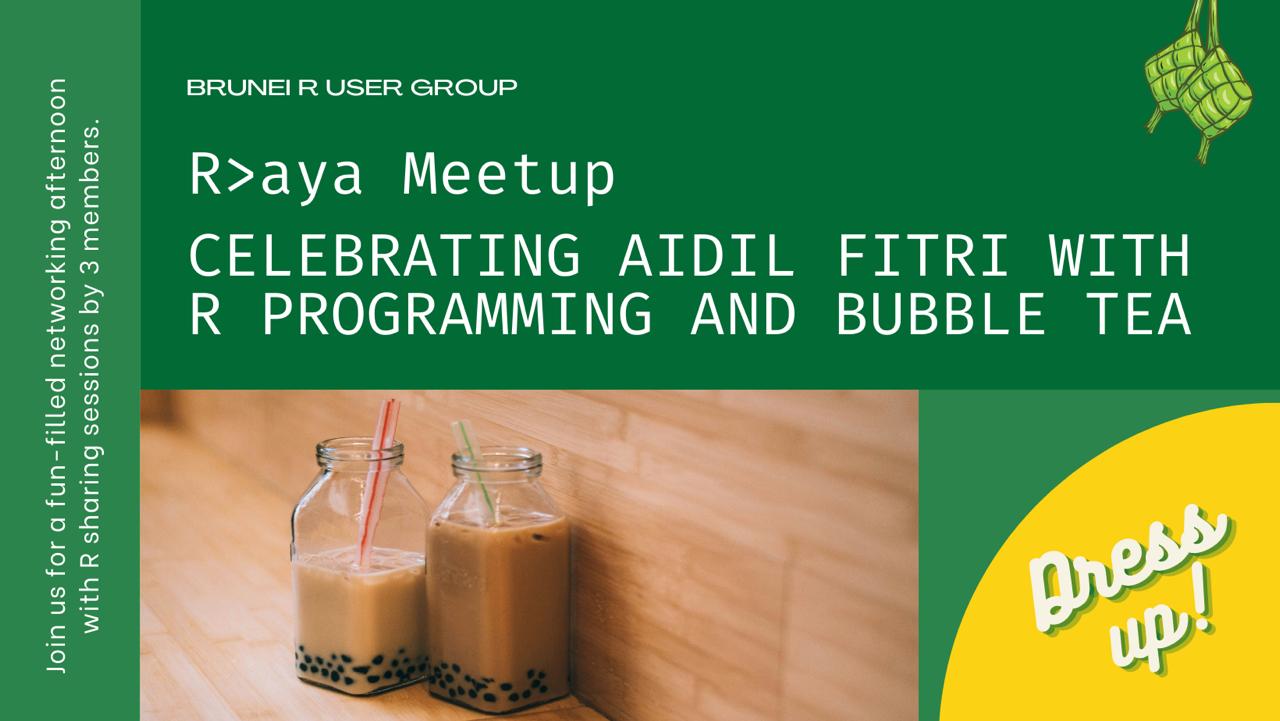 BRUNEI R USER GROUP
R>aya Meetup
CELEBRATING AIDIL FITRI WITH
R PROGRAMMING AND BUBBLE TEA
Join us for a fun-filled networking afternoon
with R sharing sessions by 3 members.
Dress
up!